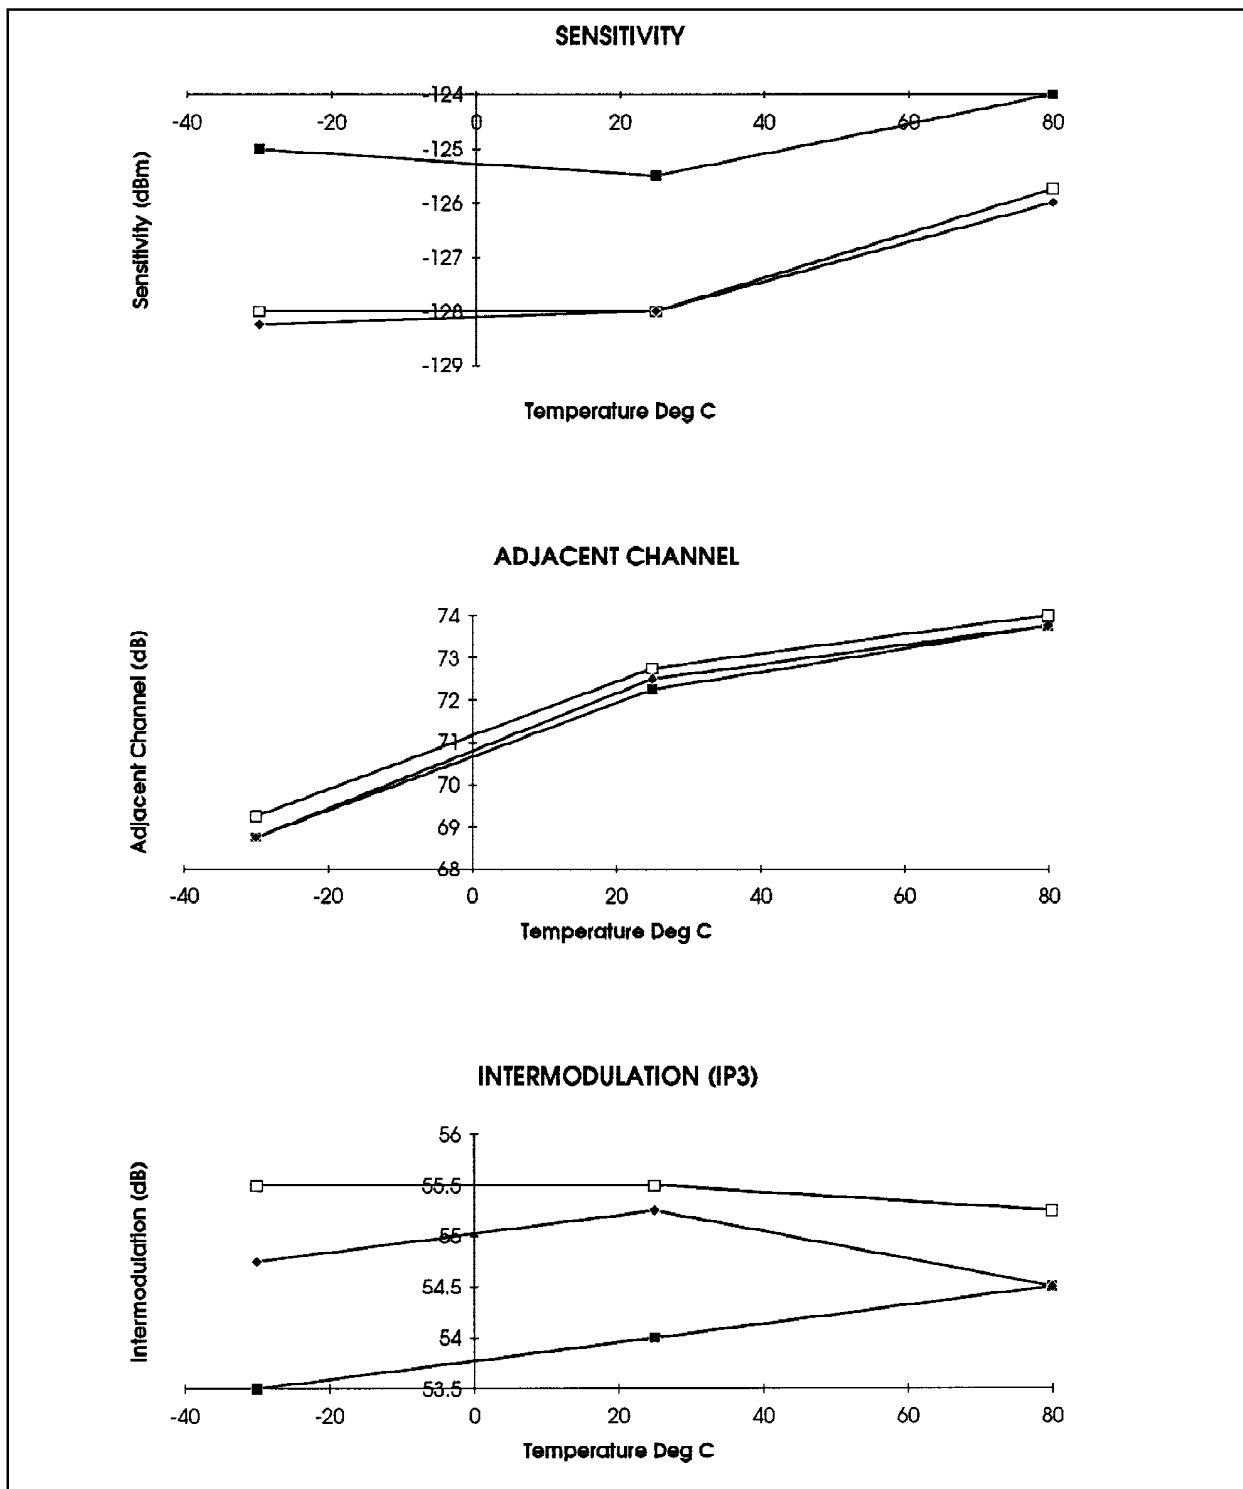 SENSITIVITY
-124
-40 -20 0 20 40 60 80
-125
-126
-127
-128
-129
Sensitivity (dBm)
Temperature Deg C
ADJACENT CHANNEL
74
73
72
71
70
69
68
-40 -20 0 20 40 60 80
Adjacent Channel (dB)
Temperature Deg C
INTERMODULATION (IP3)
56
55.5
55
54.5
54
53.5
-40 -20 0 20 40 60 80
Intermodulation (dB)
Temperature Deg C